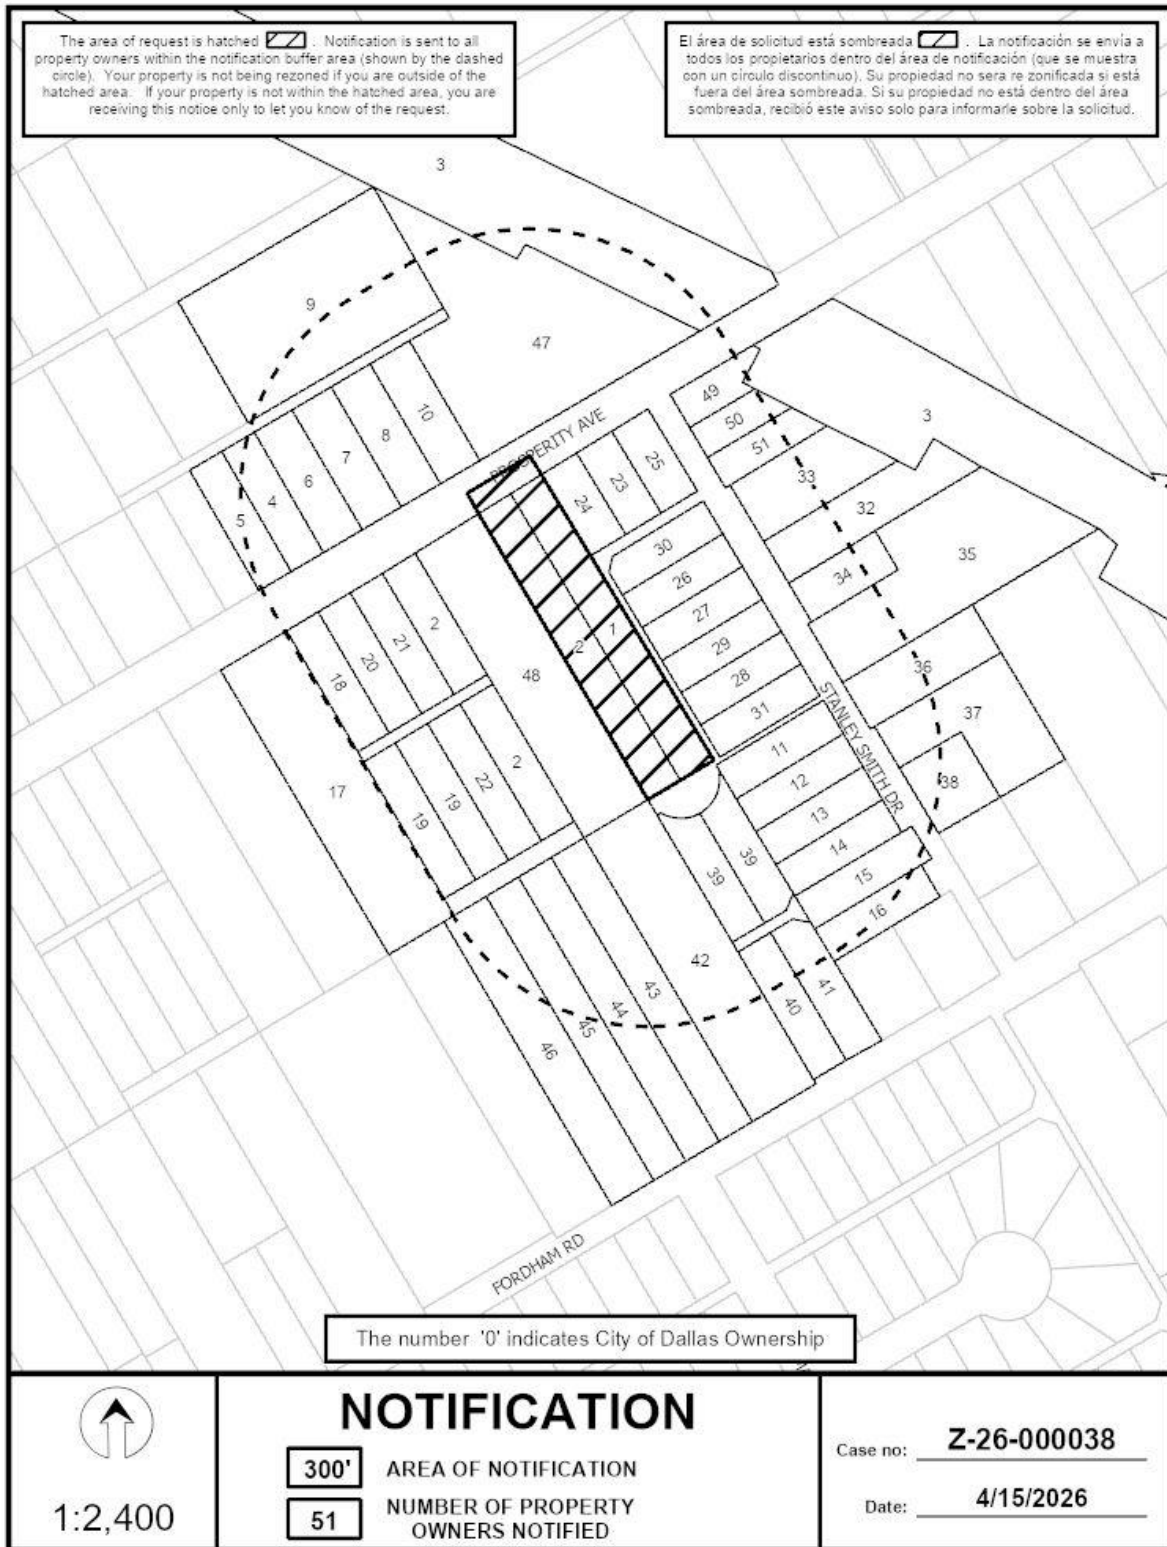 The area of request is hatched . Notification is sent to all
property owners within the notification buffer area (shown by the dashed
circle). Your property is not being rezoned if you are outside of the
hatched area. If your property is not within the hatched area, you are
receiving this notice only to let you know of the request.
El área de solicitud está sombreada . La notificación se envía a
todos los propietarios dentro del área de notificación (que se muestra
con un círculo discontinuo). Su propiedad no sera re zonificada si está
fuera del área sombreada. Si su propiedad no está dentro del área
sombreada, recibió este aviso solo para informarle sobre la solicitud.
3
9
47
49
50
51
3
10
8
7
6
4
5
PROSPERITY AVE
25
23
24
33
32
35
34
30
26
27
29
28
31
2
1
2
21
20
18
48
36
37
38
STANLEY SMITH DR
17
2
22
19
19
11
12
13
14
15
16
39
39
42
43
44
45
46
40
41
FORDHAM RD
The number '0' indicates City of Dallas Ownership
1:2,400
NOTIFICATION
300' AREA OF NOTIFICATION
51 NUMBER OF PROPERTY
OWNERS NOTIFIED
Case no: Z-26-000038
Date: 4/15/2026